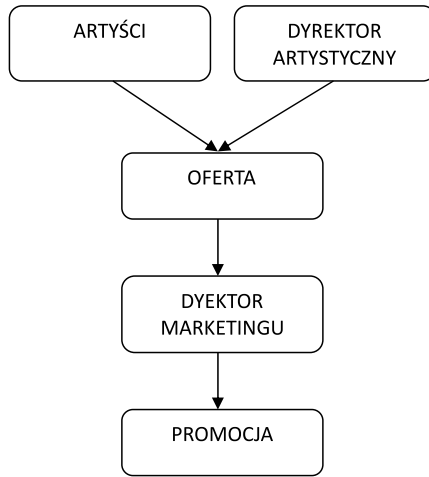 ARTYŚCI
DYREKTOR
ARTYSTYCZNY
OFERTA
DYEKTOR
MARKETINGU
PROMOCJA